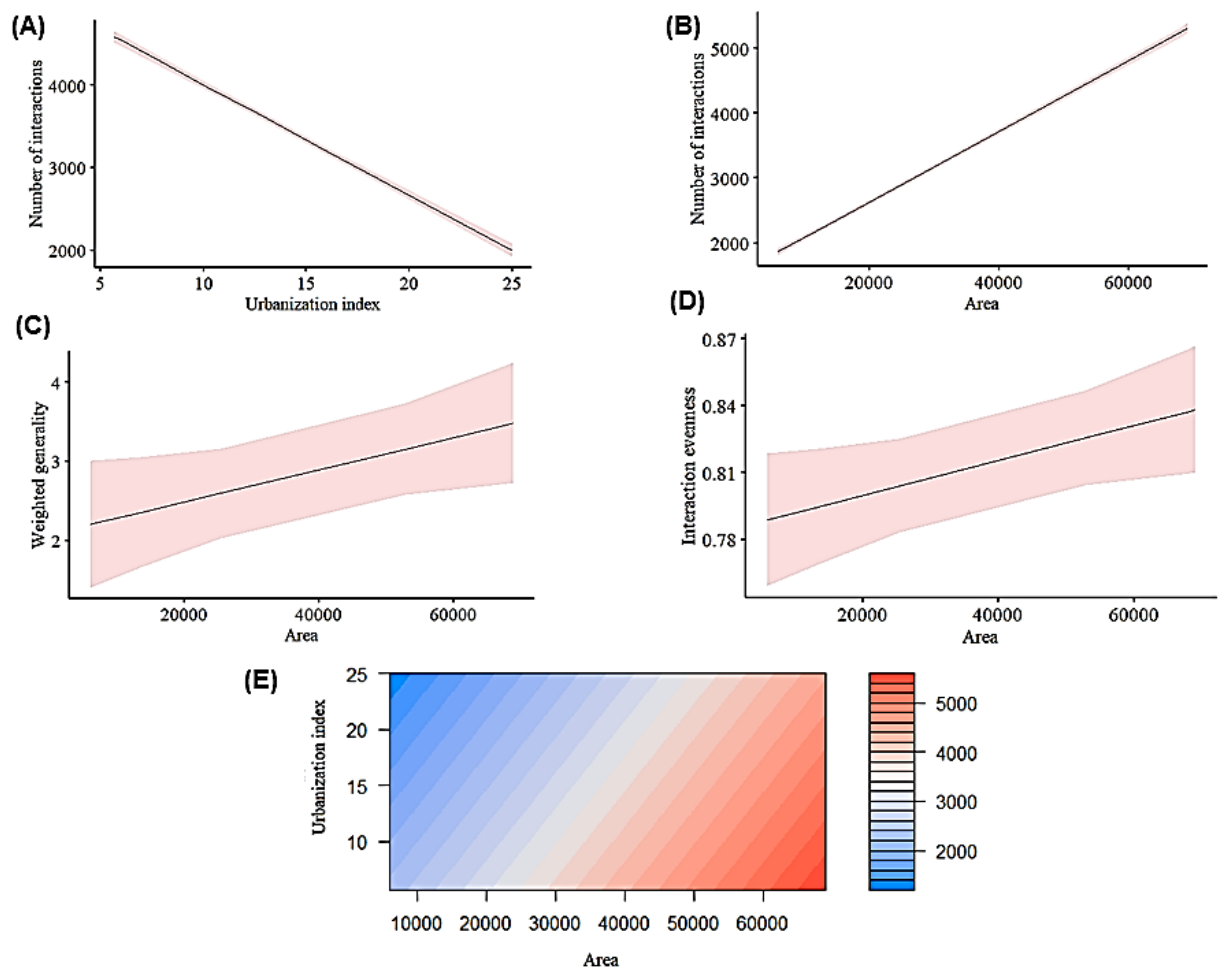 (A)
Number of interactions
4000
3000
2000
5 10 15 20 25
Urbanization index
(B)
Number of interactions
5000
4000
3000
2000
20000 40000 60000
Area
(C)
Weighted generality
4
3
2
20000 40000 60000
Area
(D)
Interaction evenness
0.87
0.84
0.81
0.78
20000 40000 60000
Area
(E)
Urbanization index
25
20
15
10
10000 20000 30000 40000 50000 60000
Area
5000
4000
3000
2000